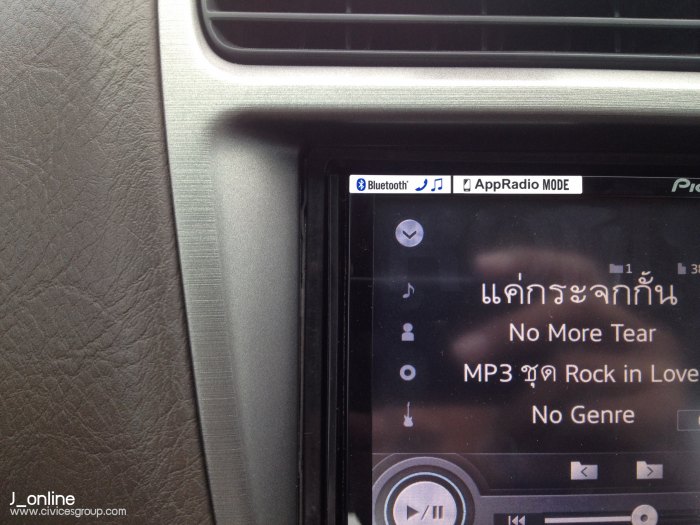 Bluetooth AppRadio MODE
1
แค่กระจกกั้น
No More Tear
MP3 ชุด Rock in Love
No Genre
J_online
www.civicesgroup.com